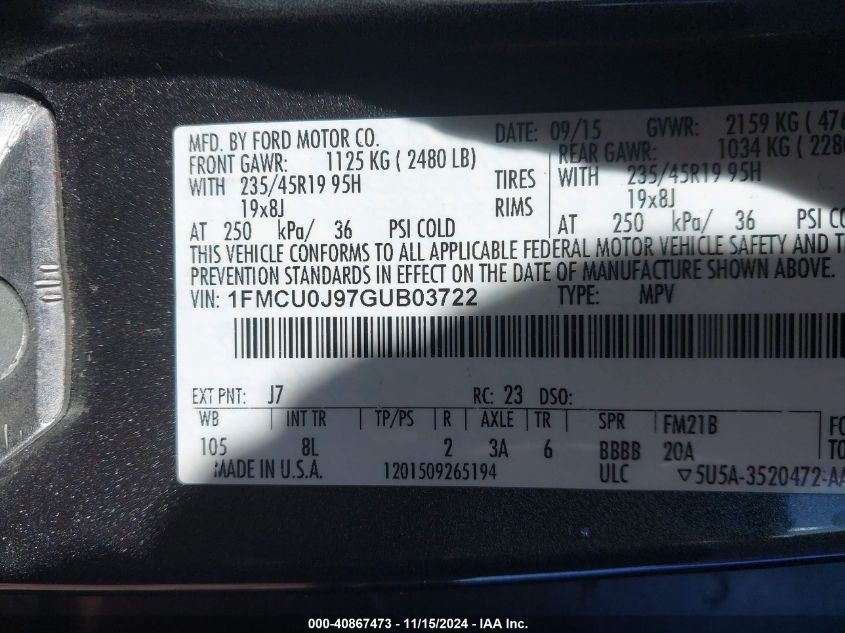 MFD. BY FORD MOTOR CO. DATE: 09/15 GVWR: 2159 KG ( 476
FRONT GAWR: 1125 KG ( 2480 LB) REAR GAWR: 1034 KG ( 2280
WITH 235/45R19 95H TIRES WITH 235/45R19 95H
19x8J RIMS 19x8J
AT 250 kPa/ 36 PSI COLD AT 250 kPa/ 36 PSI CO
THIS VEHICLE CONFORMS TO ALL APPLICABLE FEDERAL MOTOR VEHICLE SAFETY AND T
PREVENTION STANDARDS IN EFFECT ON THE DATE OF MANUFACTURE SHOWN ABOVE.
VIN: 1FMCU0J97GUB03722 TYPE: MPV
EXT PNT: J7 RC: 23 DSO:
WB INT TR TP/PS R AXLE TR SPR FM21B FO
105 8L 2 3A 6 BBBB 20A TO
MADE IN U.S.A. 1201509265194 ULC ▽5U5A-3520472-AA
000-40867473 - 11/15/2024 - IAA Inc.